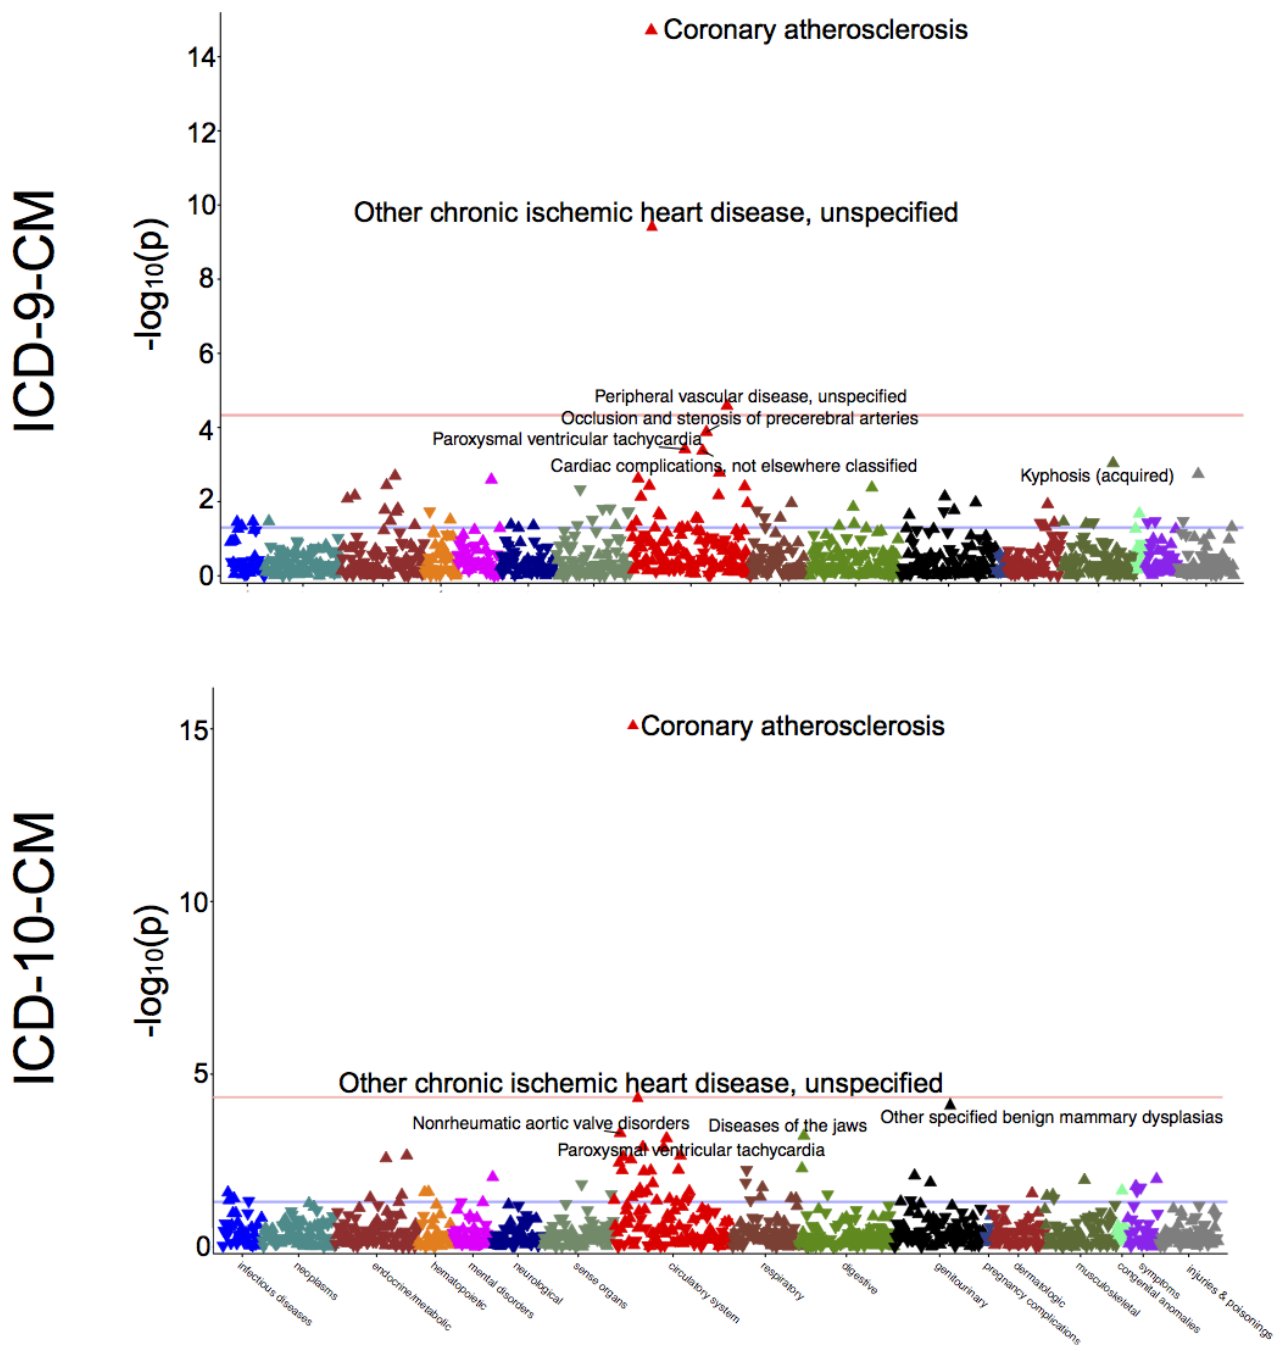 ICD-9-CM
-log10(p)
14
12
10
8
6
4
2
0
Coronary atherosclerosis
Other chronic ischemic heart disease, unspecified
Peripheral vascular disease, unspecified
Occlusion and stenosis of precerebral arteries
Paroxysmal ventricular tachycardia
Cardiac complications, not elsewhere classified
Kyphosis (acquired)
ICD-10-CM
-log10(p)
15
10
5
0
Coronary atherosclerosis
Other chronic ischemic heart disease, unspecified
Nonrheumatic aortic valve disorders
Diseases of the jaws
Other specified benign mammary dysplasias
Paroxysmal ventricular tachycardia
infectious diseases
neoplasms
endocrine/metabolic
hematopoietic
mental disorders
neurological
sense organs
circulatory system
respiratory
digestive
genitourinary
pregnancy complications
dermatologic
musculoskeletal
congenital anomalies
symptoms
injuries & poisonings